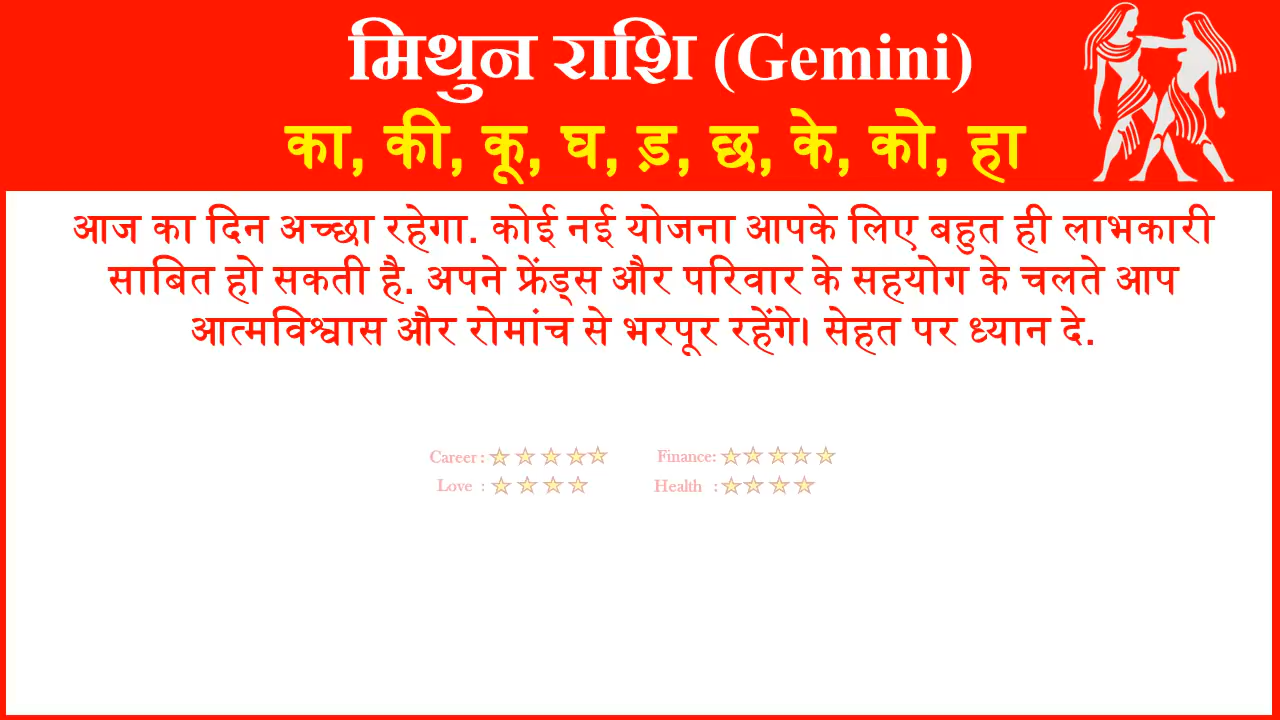 मिथुन राशि (Gemini)
का, की, कू, घ, ड़, छ, के, को, हा
आज का दिन अच्छा रहेगा. कोई नई योजना आपके लिए बहुत ही लाभकारी
साबित हो सकती है. अपने फ्रेंड्स और परिवार के सहयोग के चलते आप
आत्मविश्वास और रोमांच से भरपूर रहेंगे। सेहत पर ध्यान दे.
Career : Finance:
Love : Health :